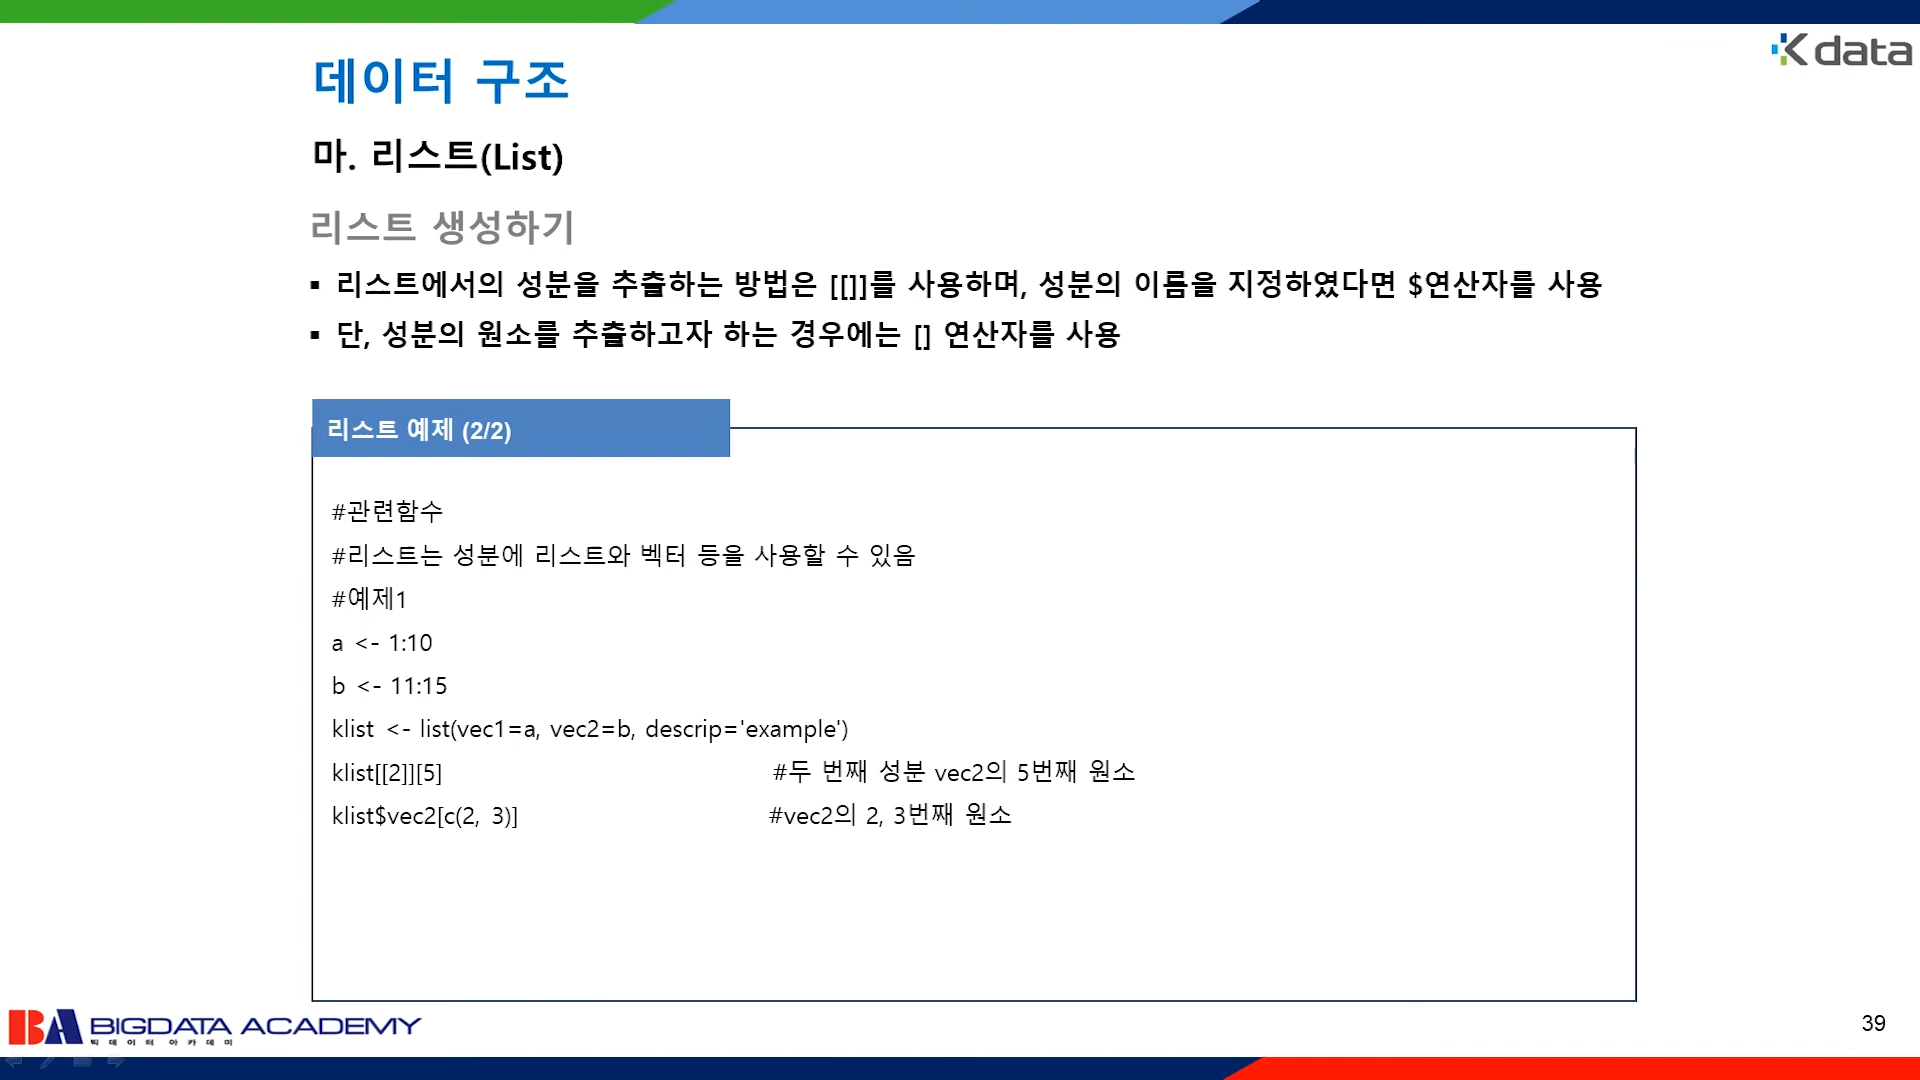 K data
데이터 구조
마. 리스트(List)
리스트 생성하기
▪ 리스트에서의 성분을 추출하는 방법은 [[]]를 사용하며, 성분의 이름을 지정하였다면 $연산자를 사용
▪ 단, 성분의 원소를 추출하고자 하는 경우에는 [] 연산자를 사용
리스트 예제 (2/2)
#관련함수
#리스트는 성분에 리스트와 벡터 등을 사용할 수 있음
#예제1
a <- 1:10
b <- 11:15
klist <- list(vec1=a, vec2=b, descrip='example')
klist[[2]][5] #두 번째 성분 vec2의 5번째 원소
klist$vec2[c(2, 3)] #vec2의 2, 3번째 원소
BA BIGDATA ACADEMY
빅데이터 아카데미
39